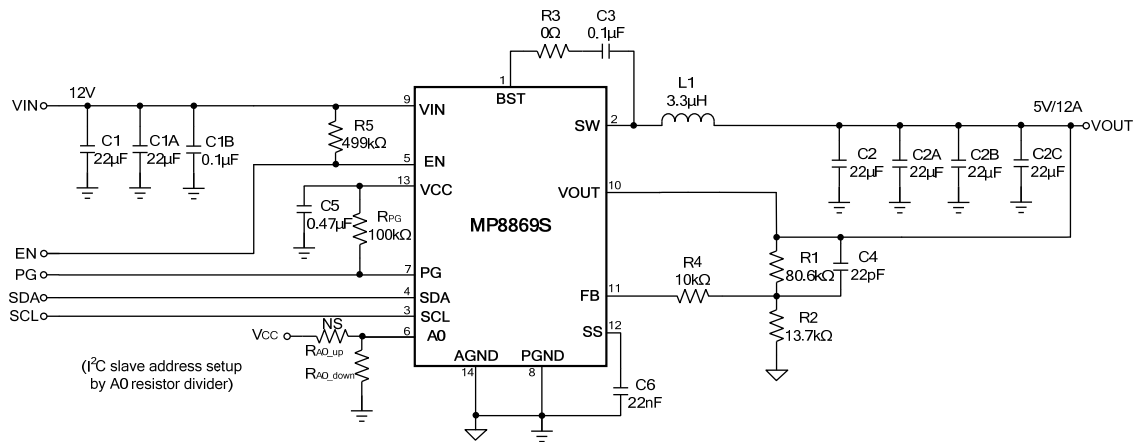 R3
0Ω
C3
0.1µF
1
BST
12V
VIN
9
VIN
C1
22µF
C1A
22µF
C1B
0.1µF
R5
499kΩ
5
EN
13
VCC
C5
0.47µF
RPG
100kΩ
EN
PG
7
PG
SDA
4
SDA
SCL
3
SCL
VCC
NS
6
A0
RA0_up
RA0_down
(I²C slave address setup
by A0 resistor divider)
MP8869S
AGND
14
PGND
8
SW
2
L1
3.3µH
5V/12A
VOUT
C2
22µF
C2A
22µF
C2B
22µF
C2C
22µF
VOUT
10
R1
80.6kΩ
C4
22pF
R4
10kΩ
FB
11
R2
13.7kΩ
SS
12
C6
22nF